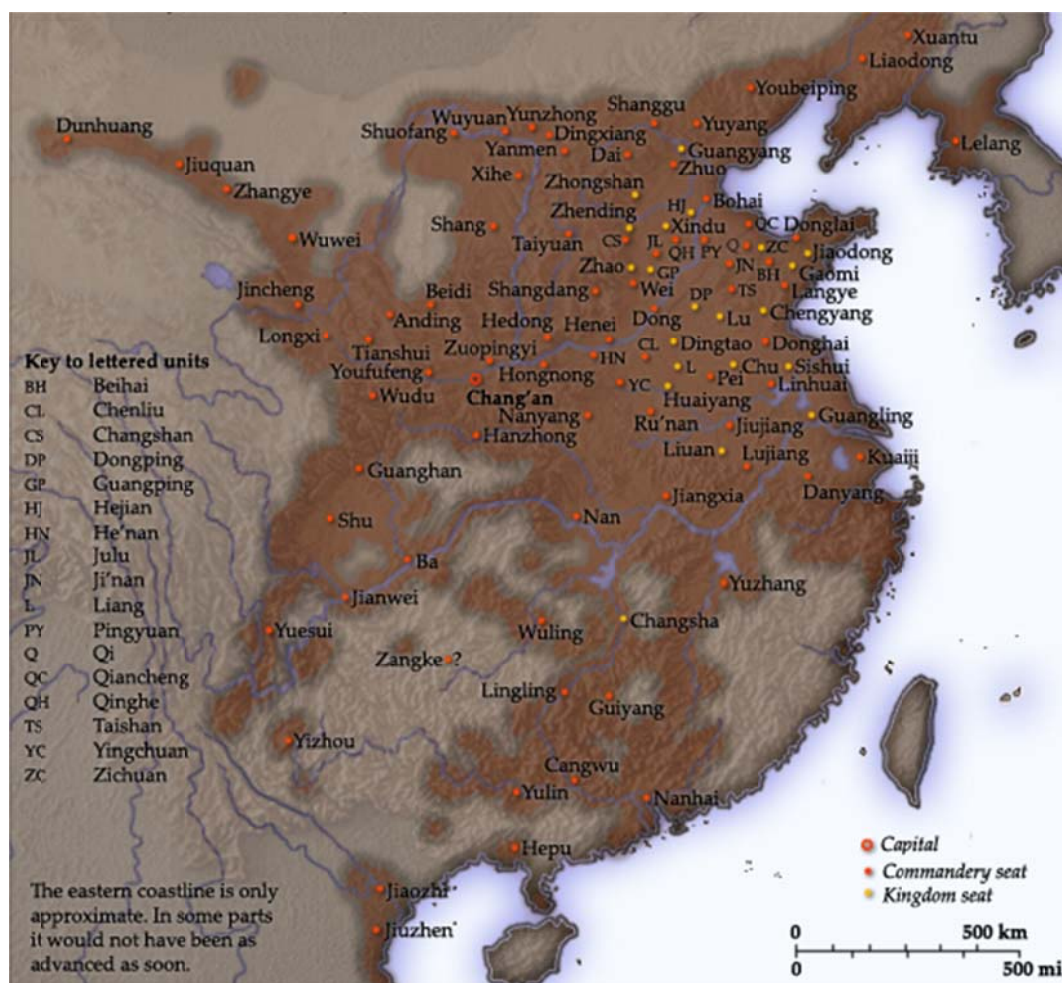 Xuantu
Liaodong
Youbeiping
Shanggu
Wuyuan Yunzhong
Dunhuang
Shuofang
Dingxiang
Yuyang
Lelang
Yanmen
Dai
Guangyang
Jiuquan
Zhuo
Xihe
Zhangye
Zhongshan
Bohai
HJ
Zhending
Shang
Xindu
QC Donglai
Wuwei
Taiyuan
CS
JL
QH
PY
Q
ZC
Jiaodong
Zhao
GP
JN
BH
Gaomi
Jincheng
Beidi
Shangdang
Wei
DP
TS
Langye
Anding
Hedong
Henei
Dong
Lu
Chengyang
Longxi
Tianshui
Zuopingyi
HN
CL
Dingtao
Donghai
Youfufeng
Hongnong
L
Chu
Sishui
Wudu
Chang'an
YC
Pei
Linhuai
Huaiyang
Nanyang
Ru'nan
Guangling
Hanzhong
Jiujiang
Liuan
Lujiang
Kuaiji
Guanghan
Danyang
Jiangxia
Shu
Nan
Ba
Yuzhang
Jianwei
Changsha
Yuesui
Wuling
Zangke ?
Lingling
Guiyang
Yizhou
Cangwu
Yulin
Nanhai
Hepu
Jiaozhi
Jiuzhen
Key to lettered units
BH Beihai
CL Chenliu
CS Changshan
DP Dongping
GP Guangping
HJ Hejian
HN He'nan
JL Julu
JN Ji'nan
L Liang
PY Pingyuan
Q Qi
QC Qiancheng
QH Qinghe
TS Taishan
YC Yingchuan
ZC Zichuan
The eastern coastline is only
approximate. In some parts
it would not have been as
advanced as soon.
Capital
Commandery seat
Kingdom seat
0 500 km
0 500 mi